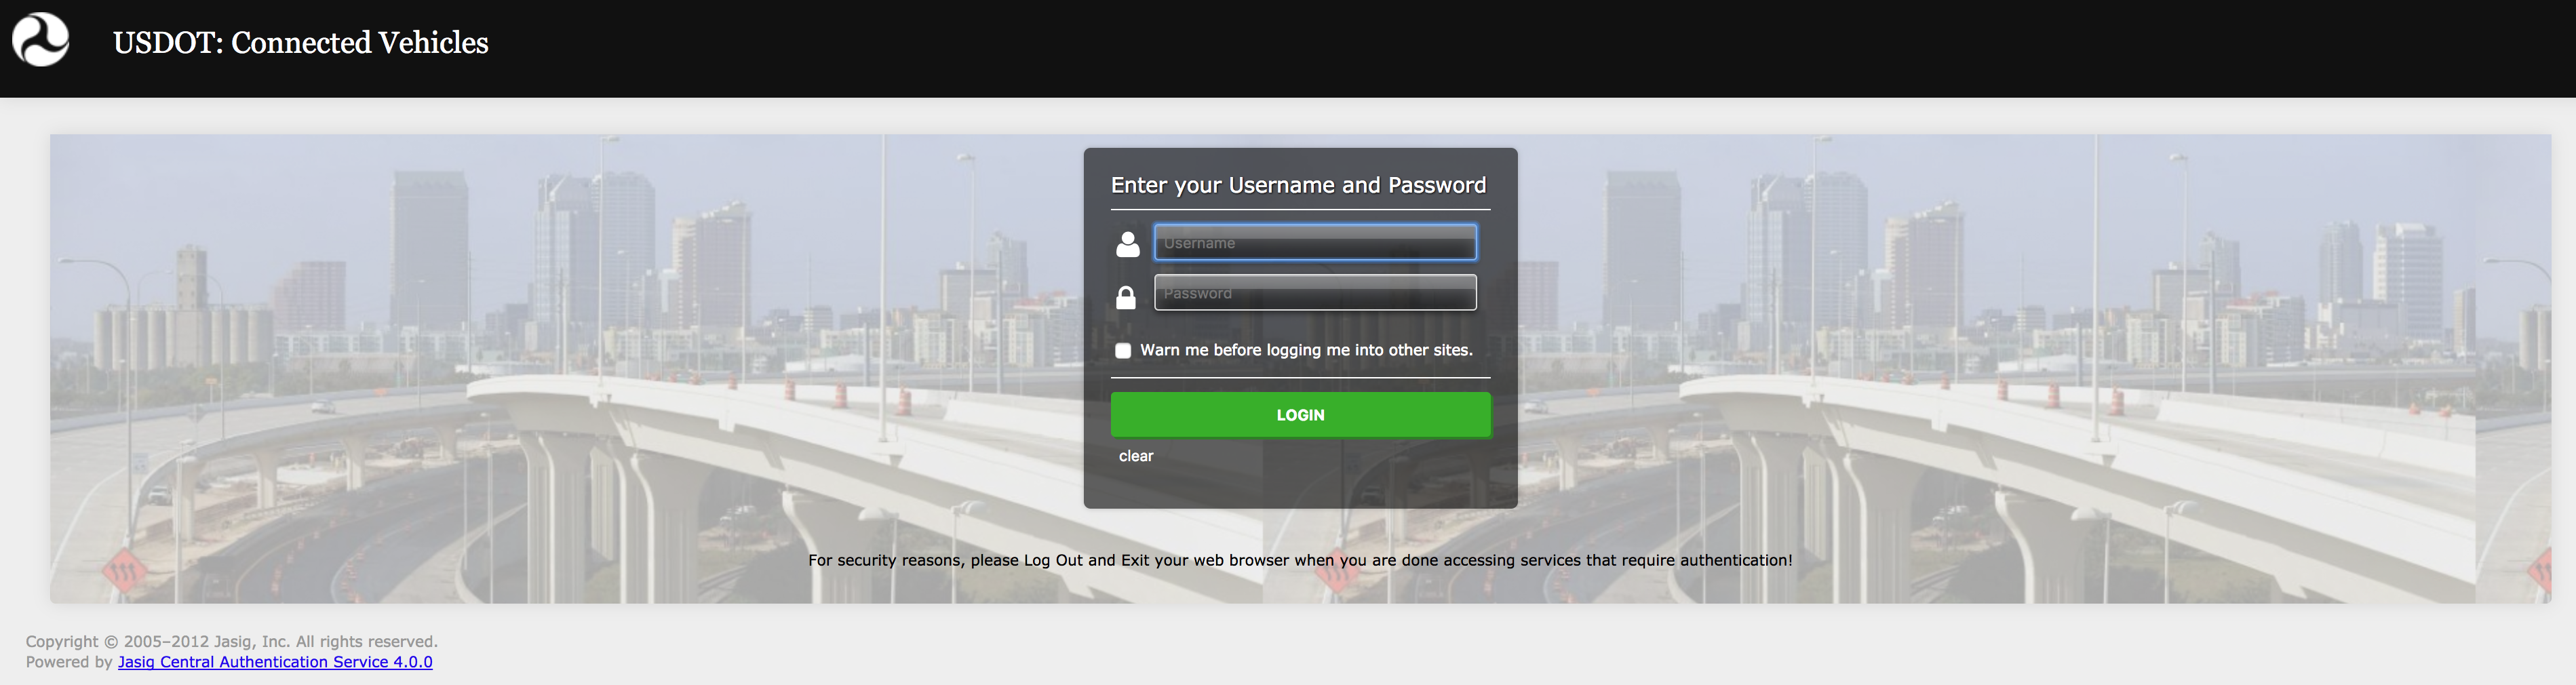 USDOT: Connected Vehicles
Enter your Username and Password
Username
Password
Warn me before logging me into other sites.
LOGIN
clear
For security reasons, please Log Out and Exit your web browser when you are done accessing services that require authentication!
Copyright © 2005–2012 Jasig, Inc. All rights reserved.
Powered by Jasig Central Authentication Service 4.0.0